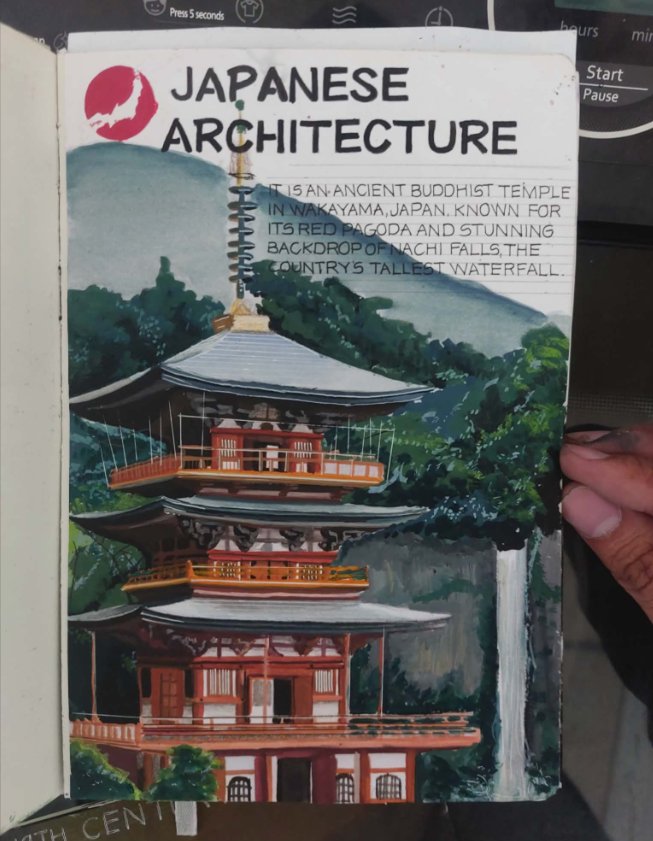 Press 5 seconds
hours
Start
Pause
JAPANESE
ARCHITECTURE
IT IS AN ANCIENT BUDDHIST TEMPLE
IN WAKAYAMA, JAPAN. KNOWN FOR
ITS RED PAGODA AND STUNNING
BACKDROP OF NACHI FALLS, THE
COUNTRY'S TALLEST WATERFALL.